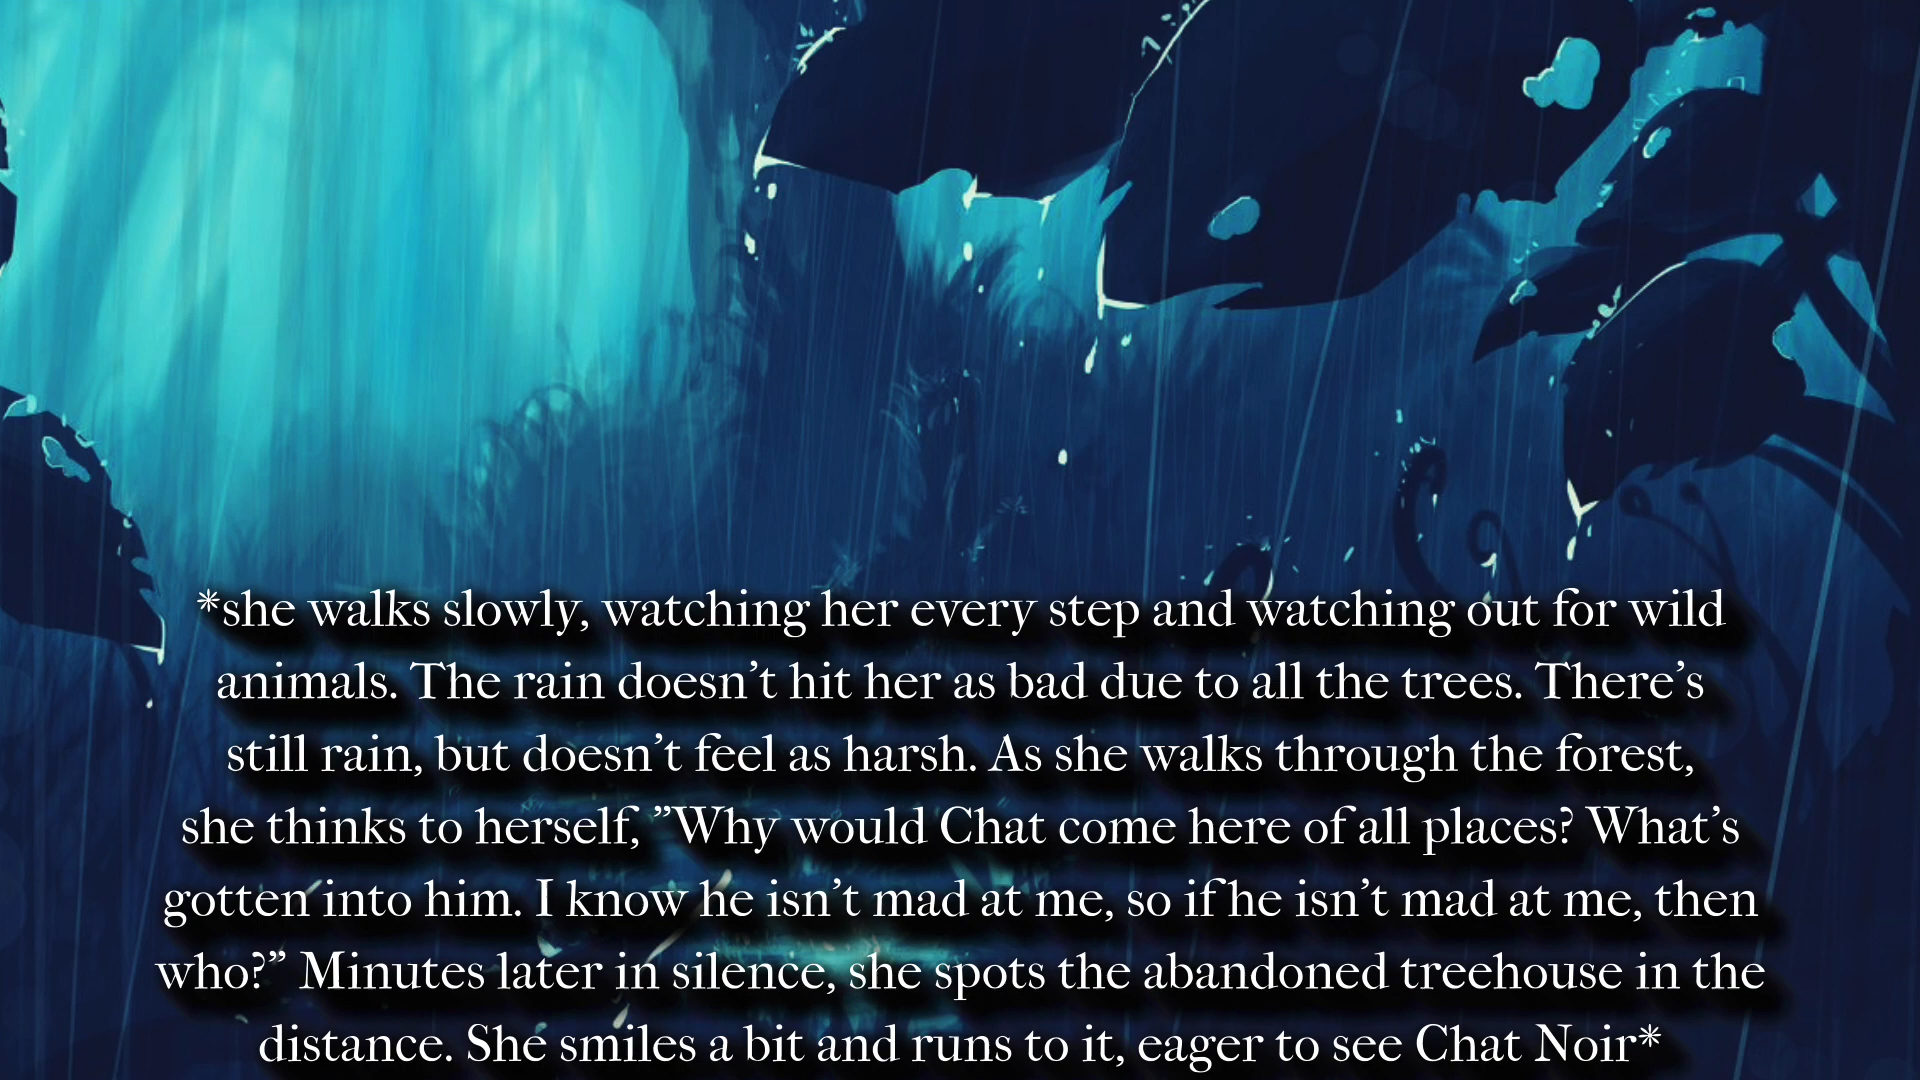 *she walks slowly, watching her every step and watching out for wild
animals. The rain doesn’t hit her as bad due to all the trees. There’s
still rain, but doesn’t feel as harsh. As she walks through the forest,
she thinks to herself, ”Why would Chat come here of all places? What’s
gotten into him. I know he isn’t mad at me, so if he isn’t mad at me, then
who?” Minutes later in silence, she spots the abandoned treehouse in the
distance. She smiles a bit and runs to it, eager to see Chat Noir*